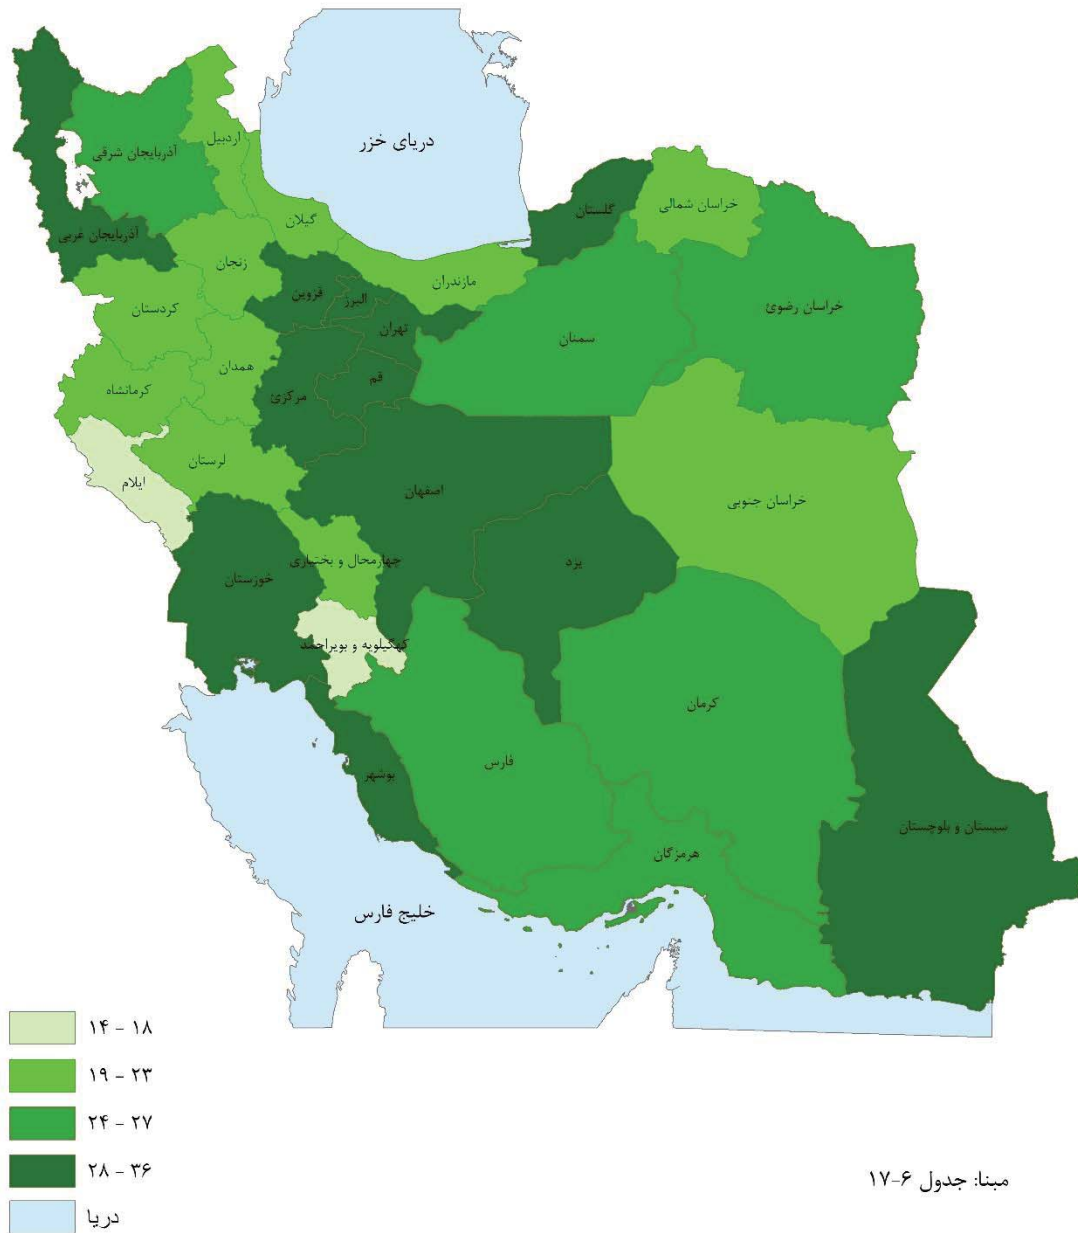 دریای خزر
اردبیل
آذربایجان شرقی
گلستان
خراسان شمالی
گیلان
آذربایجان غربی
زنجان
مازندران
قزوین
البرز
کردستان
خراسان رضوئ
تهران
سمنان
همدان
قم
کرمانشاه
مرکزئ
لرستان
ایلام
اصفهان
خراسان جنوبی
چهارمحال و بختیاری
یزد
خوزستان
کهگیلویه و بویراحمد
کرمان
فارس
بوشهر
سیستان و بلوچستان
هرمزگان
خلیج فارس
۱۴ - ۱۸
۱۹ - ۲۳
۲۴ - ۲۷
۲۸ - ۳۶
دریا
مبنا: جدول ۶-۱۷